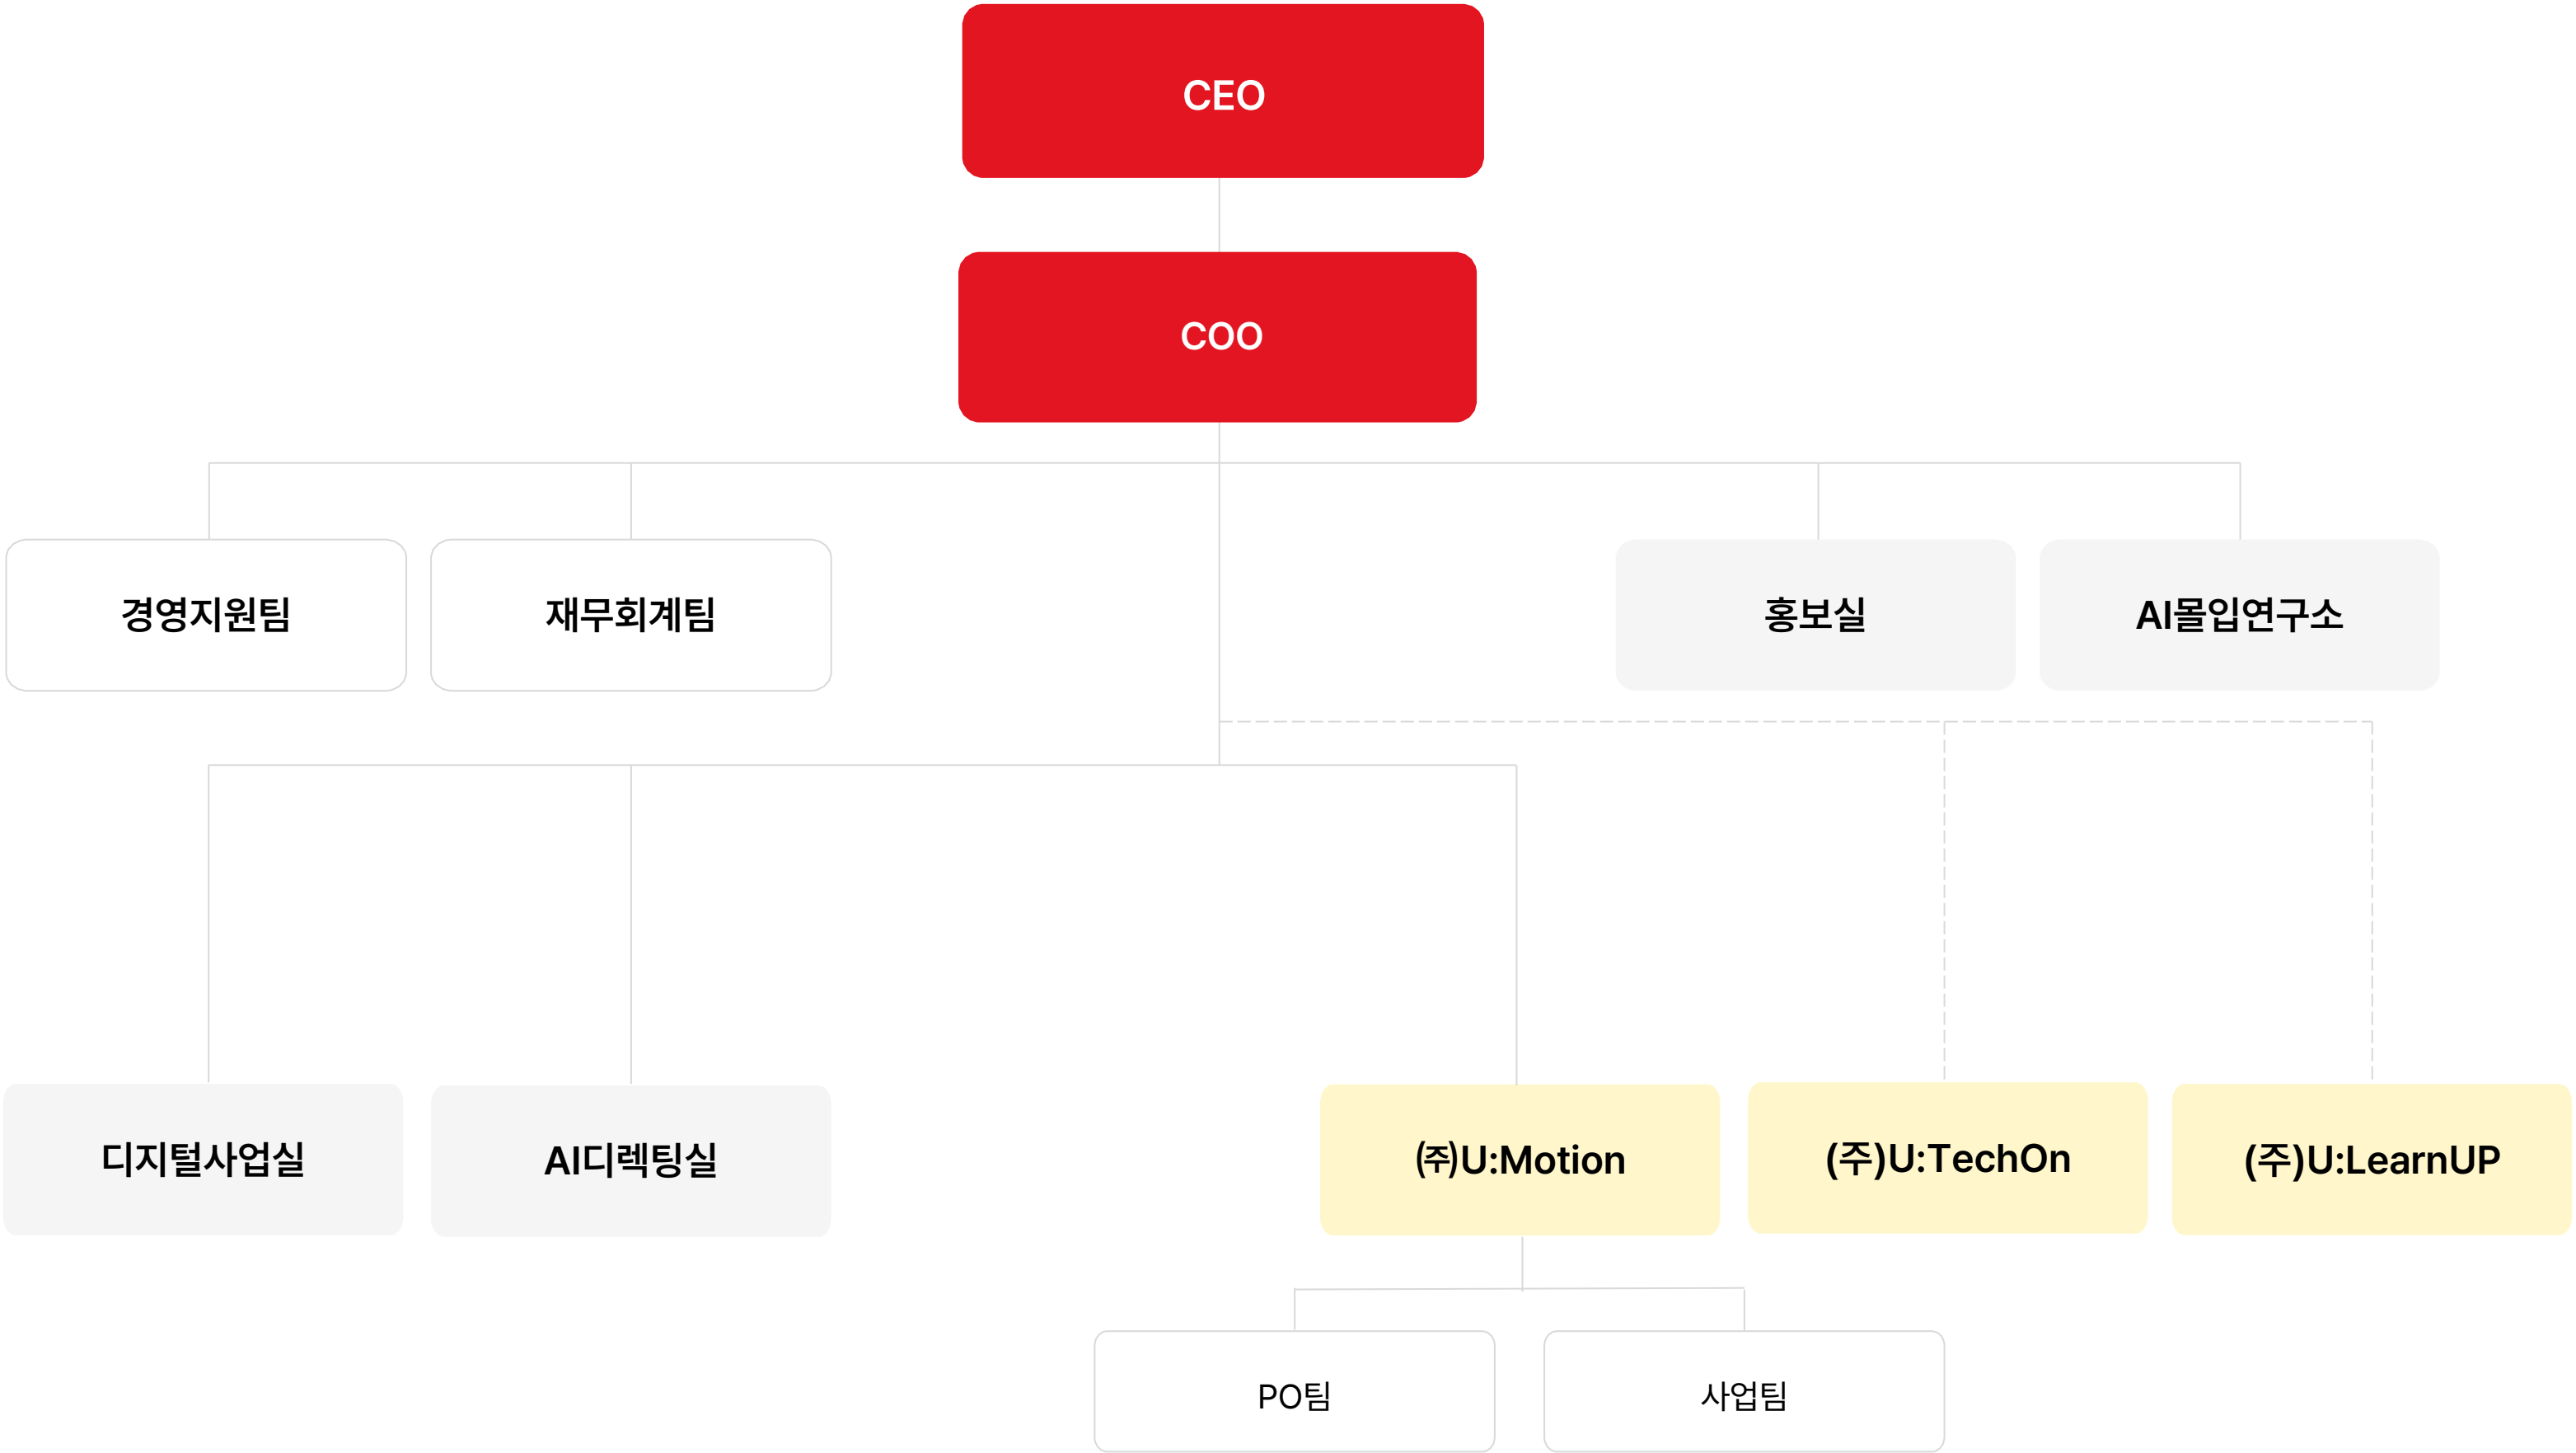 CEO
COO
경영지원팀
재무회계팀
홍보실
AI몰입연구소
디지털사업실
AI디렉팅실
㈜U:Motion
(주)U:TechOn
(주)U:LearnUP
PO팀
사업팀